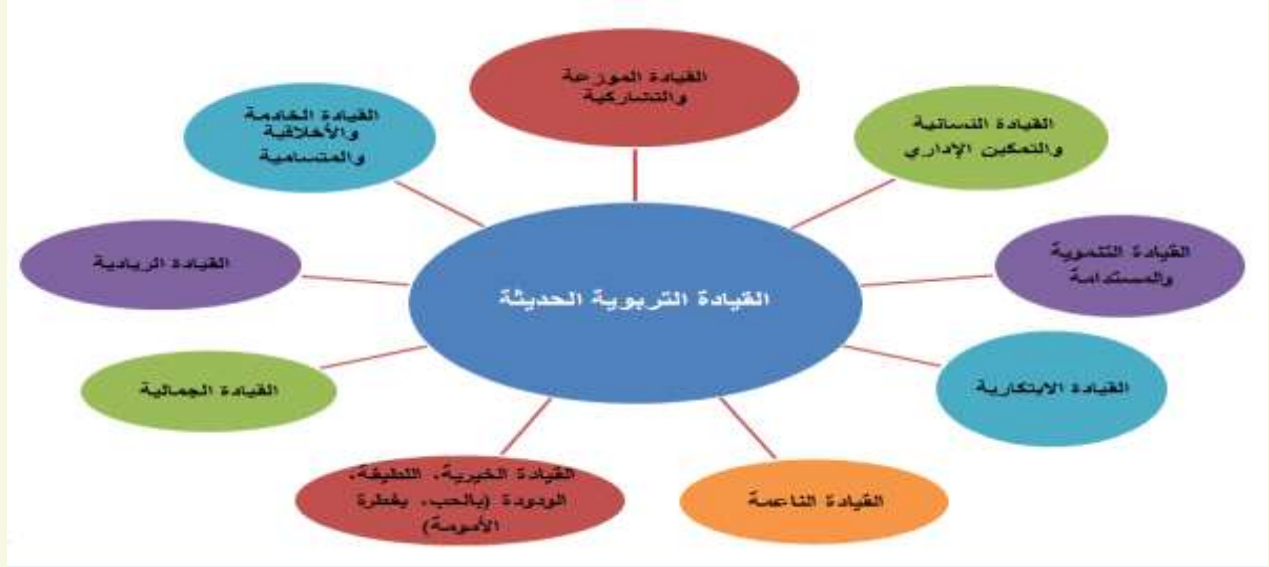 القيادة الموزعة
والتشاركية
القيادة النسائية
والتمكين الإداري
القيادة التنموية
والمستدامة
القيادة الابتكارية
القيادة الناعمة
القيادة الخيرية، اللطيفة،
الودودة (بالحب، بفطرة
الأمومة)
القيادة الجمالية
القيادة الريادية
القيادة الخادمة
والأخلاقية
والمتسامية
القيادة التربوية الحديثة